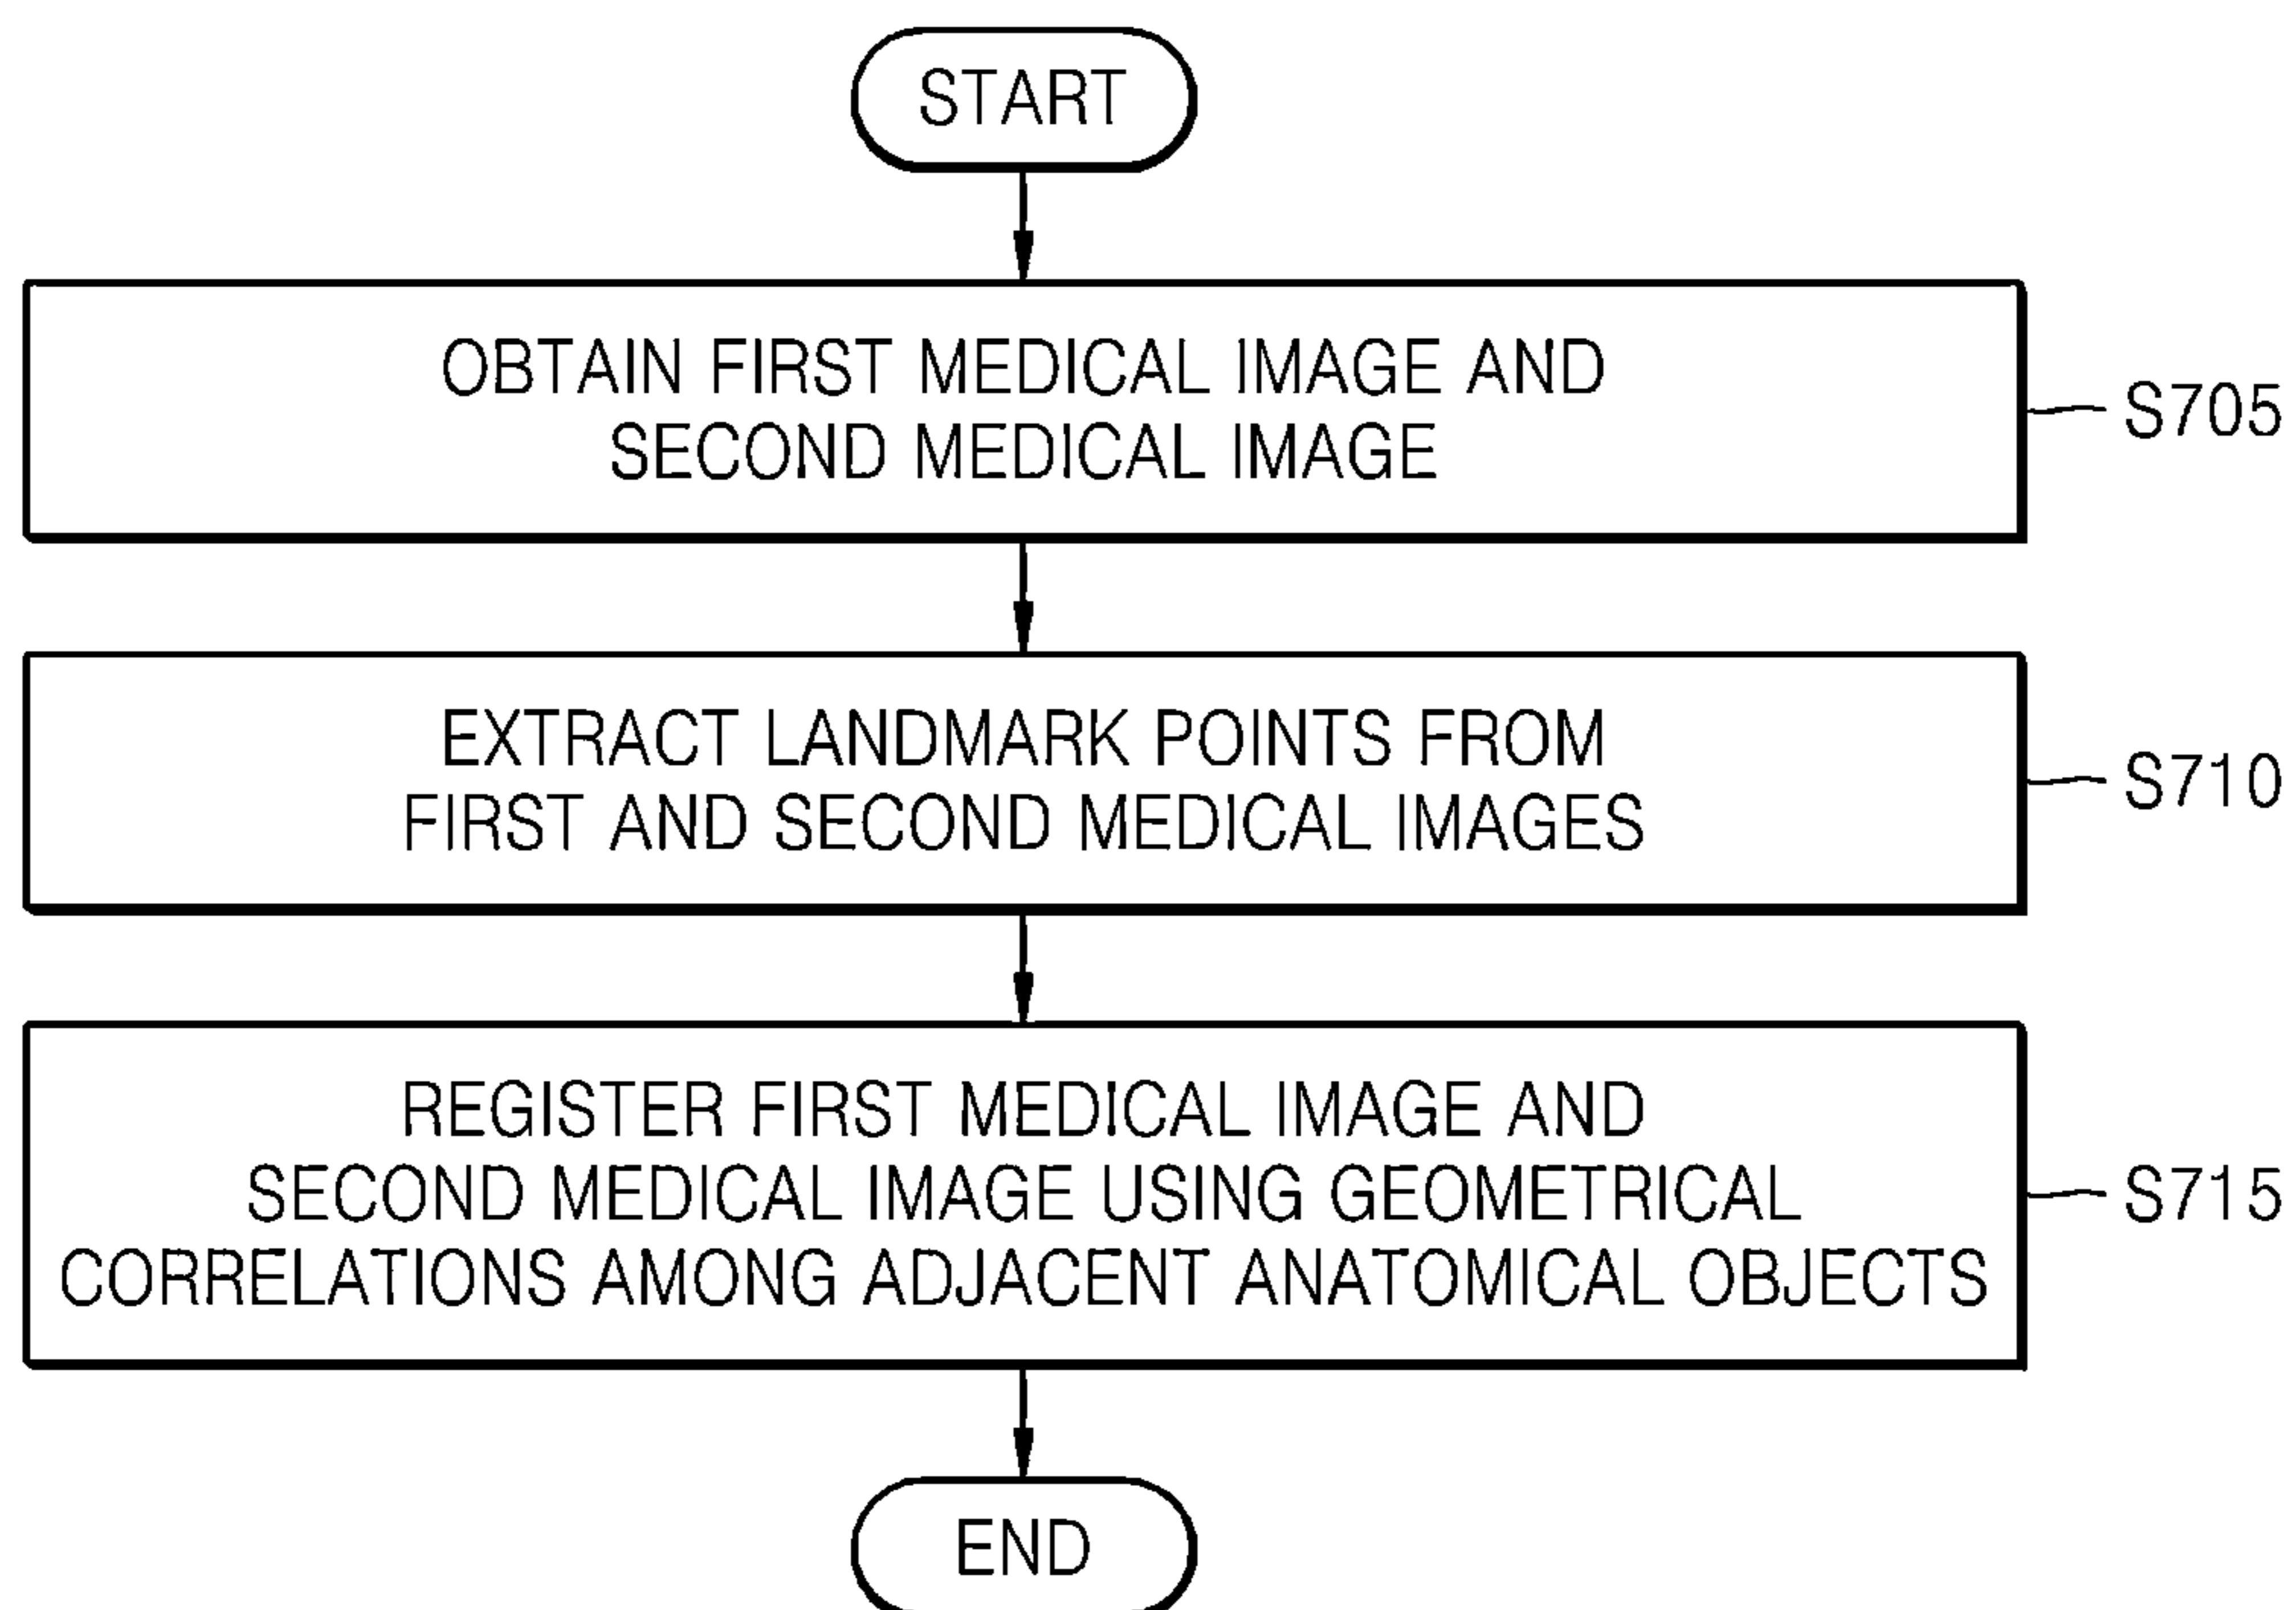 START
OBTAIN FIRST MEDICAL IMAGE AND
SECOND MEDICAL IMAGE
S705
EXTRACT LANDMARK POINTS FROM
FIRST AND SECOND MEDICAL IMAGES
S710
REGISTER FIRST MEDICAL IMAGE AND
SECOND MEDICAL IMAGE USING GEOMETRICAL
CORRELATIONS AMONG ADJACENT ANATOMICAL OBJECTS
S715
END